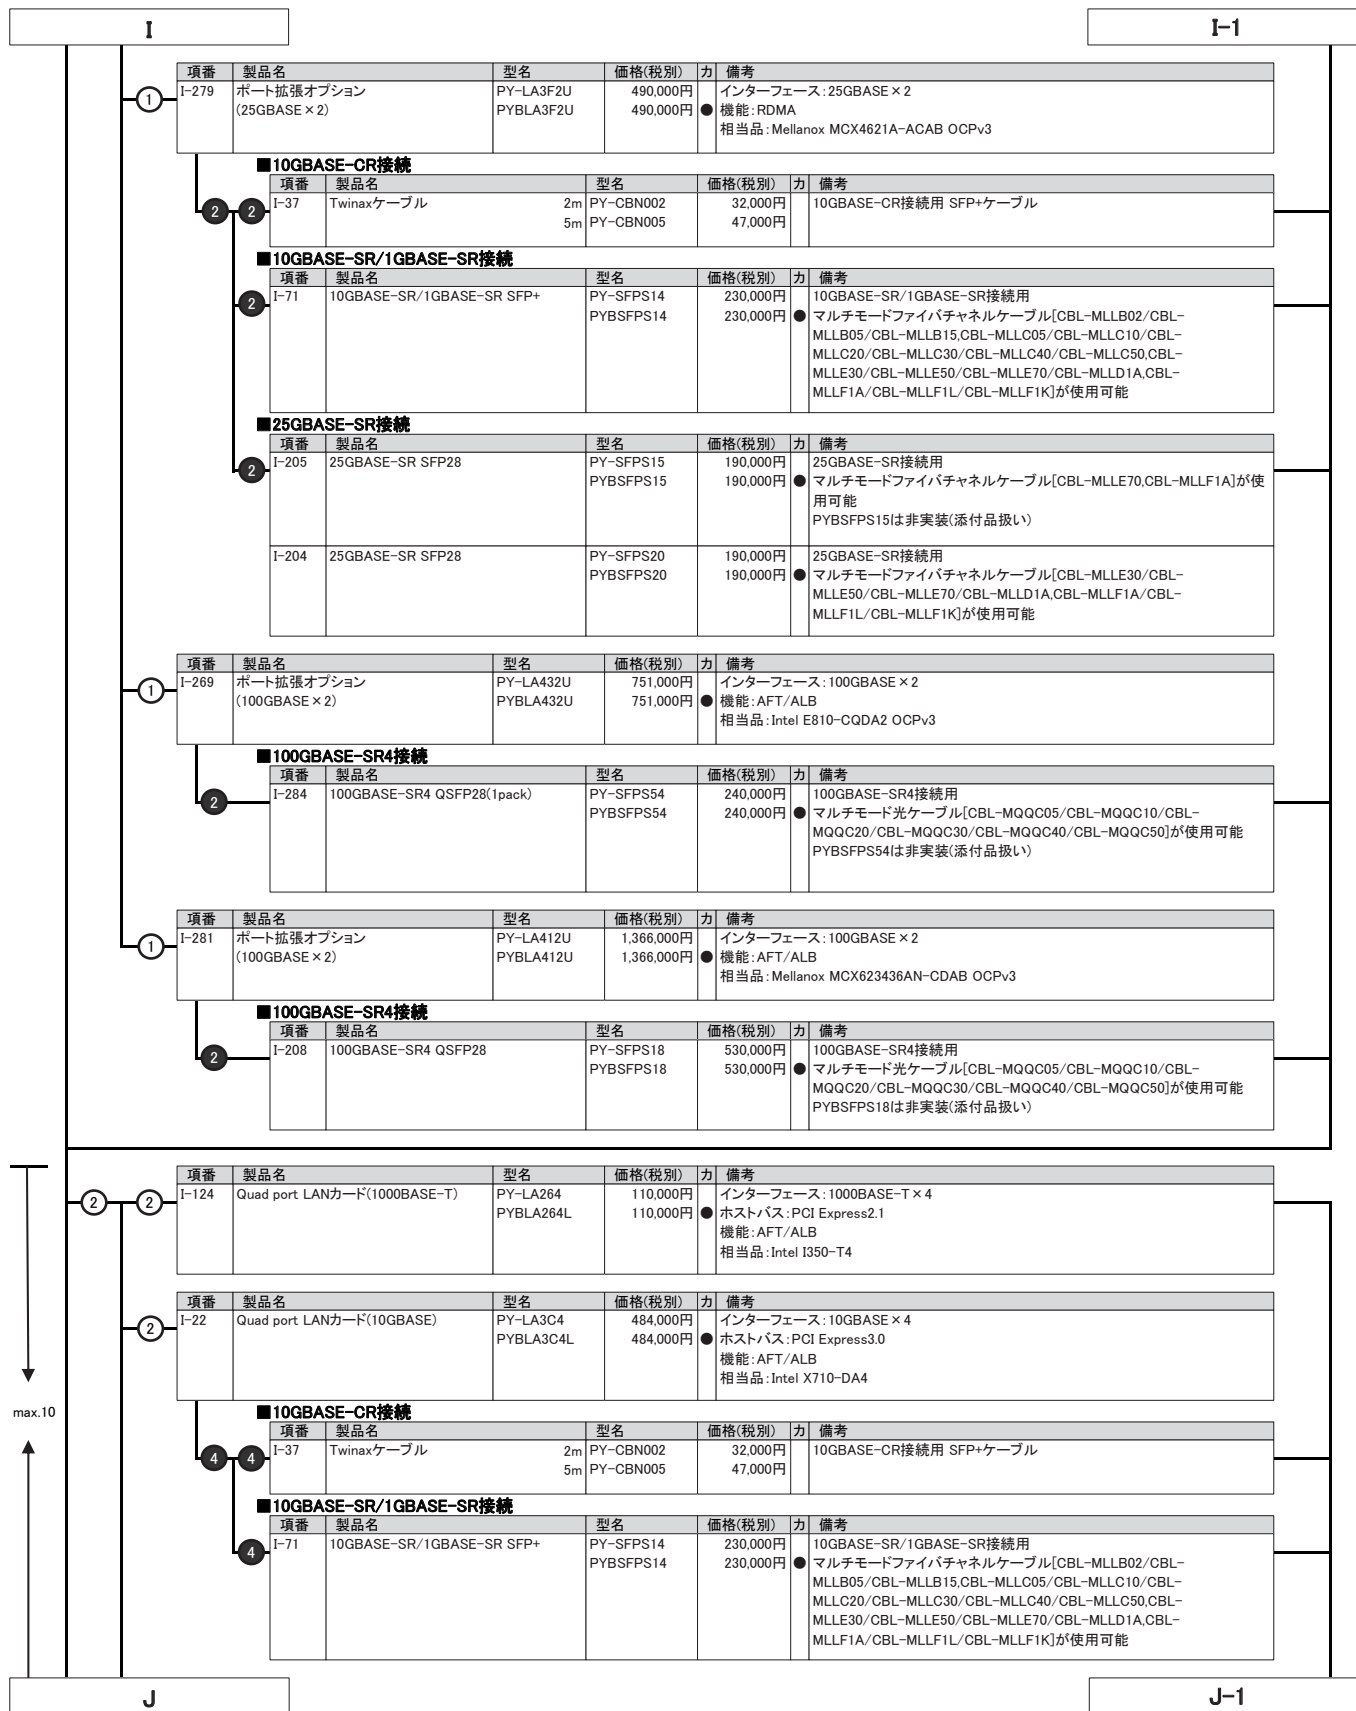 I
I-1
項番 製品名 型名 価格(税別) カ 備考
I-279 ポート拡張オプション PY-LA3F2U 490,000円 インターフェース:25GBASE×2
(25GBASE×2) PYBLA3F2U 490,000円 ● 機能:RDMA
相当品:Mellanox MCX4621A-ACAB OCPv3
1
■10GBASE-CR接続
項番 製品名 型名 価格(税別) カ 備考
2 2 I-37 Twinaxケーブル 2m PY-CBN002 32,000円 10GBASE-CR接続用 SFP+ケーブル
5m PY-CBN005 47,000円
■10GBASE-SR/1GBASE-SR接続
項番 製品名 型名 価格(税別) カ 備考
2 I-71 10GBASE-SR/1GBASE-SR SFP+ PY-SFPS14 230,000円 10GBASE-SR/1GBASE-SR接続用
PYBSFPS14 230,000円 ● マルチモードファイバチャネルケーブル[CBL-MLLB02/CBL-
MLLB05/CBL-MLLB15,CBL-MLLC05/CBL-MLLC10/CBL-
MLLC20/CBL-MLLC30/CBL-MLLC40/CBL-MLLC50,CBL-
MLLE30/CBL-MLLE50/CBL-MLLE70/CBL-MLLD1A,CBL-
MLLF1A/CBL-MLLF1L/CBL-MLLF1K]が使用可能
■25GBASE-SR接続
項番 製品名 型名 価格(税別) カ 備考
2 I-205 25GBASE-SR SFP28 PY-SFPS15 190,000円 25GBASE-SR接続用
PYBSFPS15 190,000円 ● マルチモードファイバチャネルケーブル[CBL-MLLE70,CBL-MLLF1A]が使
用可能
PYBSFPS15は非実装(添付品扱い)
I-204 25GBASE-SR SFP28 PY-SFPS20 190,000円 25GBASE-SR接続用
PYBSFPS20 190,000円 ● マルチモードファイバチャネルケーブル[CBL-MLLE30/CBL-
MLLE50/CBL-MLLE70/CBL-MLLD1A,CBL-MLLF1A/CBL-
MLLF1L/CBL-MLLF1K]が使用可能
項番 製品名 型名 価格(税別) カ 備考
1 I-269 ポート拡張オプション PY-LA432U 751,000円 インターフェース:100GBASE×2
(100GBASE×2) PYBLA432U 751,000円 ● 機能:AFT/ALB
相当品:Intel E810-CQDA2 OCPv3
■100GBASE-SR4接続
項番 製品名 型名 価格(税別) カ 備考
2 I-284 100GBASE-SR4 QSFP28(1pack) PY-SFPS54 240,000円 100GBASE-SR4接続用
PYBSFPS54 240,000円 ● マルチモード光ケーブル[CBL-MQQC05/CBL-MQQC10/CBL-
MQQC20/CBL-MQQC30/CBL-MQQC40/CBL-MQQC50]が使用可能
PYBSFPS54は非実装(添付品扱い)
項番 製品名 型名 価格(税別) カ 備考
1 I-281 ポート拡張オプション PY-LA412U 1,366,000円 インターフェース:100GBASE×2
(100GBASE×2) PYBLA412U 1,366,000円 ● 機能:AFT/ALB
相当品:Mellanox MCX623436AN-CDAB OCPv3
■100GBASE-SR4接続
項番 製品名 型名 価格(税別) カ 備考
2 I-208 100GBASE-SR4 QSFP28 PY-SFPS18 530,000円 100GBASE-SR4接続用
PYBSFPS18 530,000円 ● マルチモード光ケーブル[CBL-MQQC05/CBL-MQQC10/CBL-
MQQC20/CBL-MQQC30/CBL-MQQC40/CBL-MQQC50]が使用可能
PYBSFPS18は非実装(添付品扱い)
項番 製品名 型名 価格(税別) カ 備考
2 2 I-124 Quad port LANカード(1000BASE-T) PY-LA264 110,000円 インターフェース:1000BASE-T×4
PYBLA264L 110,000円 ● ホストバス:PCI Express2.1
機能:AFT/ALB
相当品:Intel I350-T4
項番 製品名 型名 価格(税別) カ 備考
2 I-22 Quad port LANカード(10GBASE) PY-LA3C4 484,000円 インターフェース:10GBASE×4
PYBLA3C4L 484,000円 ● ホストバス:PCI Express3.0
機能:AFT/ALB
相当品:Intel X710-DA4
max.10
■10GBASE-CR接続
項番 製品名 型名 価格(税別) カ 備考
4 4 I-37 Twinaxケーブル 2m PY-CBN002 32,000円 10GBASE-CR接続用 SFP+ケーブル
5m PY-CBN005 47,000円
■10GBASE-SR/1GBASE-SR接続
項番 製品名 型名 価格(税別) カ 備考
4 I-71 10GBASE-SR/1GBASE-SR SFP+ PY-SFPS14 230,000円 10GBASE-SR/1GBASE-SR接続用
PYBSFPS14 230,000円 ● マルチモードファイバチャネルケーブル[CBL-MLLB02/CBL-
MLLB05/CBL-MLLB15,CBL-MLLC05/CBL-MLLC10/CBL-
MLLC20/CBL-MLLC30/CBL-MLLC40/CBL-MLLC50,CBL-
MLLE30/CBL-MLLE50/CBL-MLLE70/CBL-MLLD1A,CBL-
MLLF1A/CBL-MLLF1L/CBL-MLLF1K]が使用可能
J
J-1